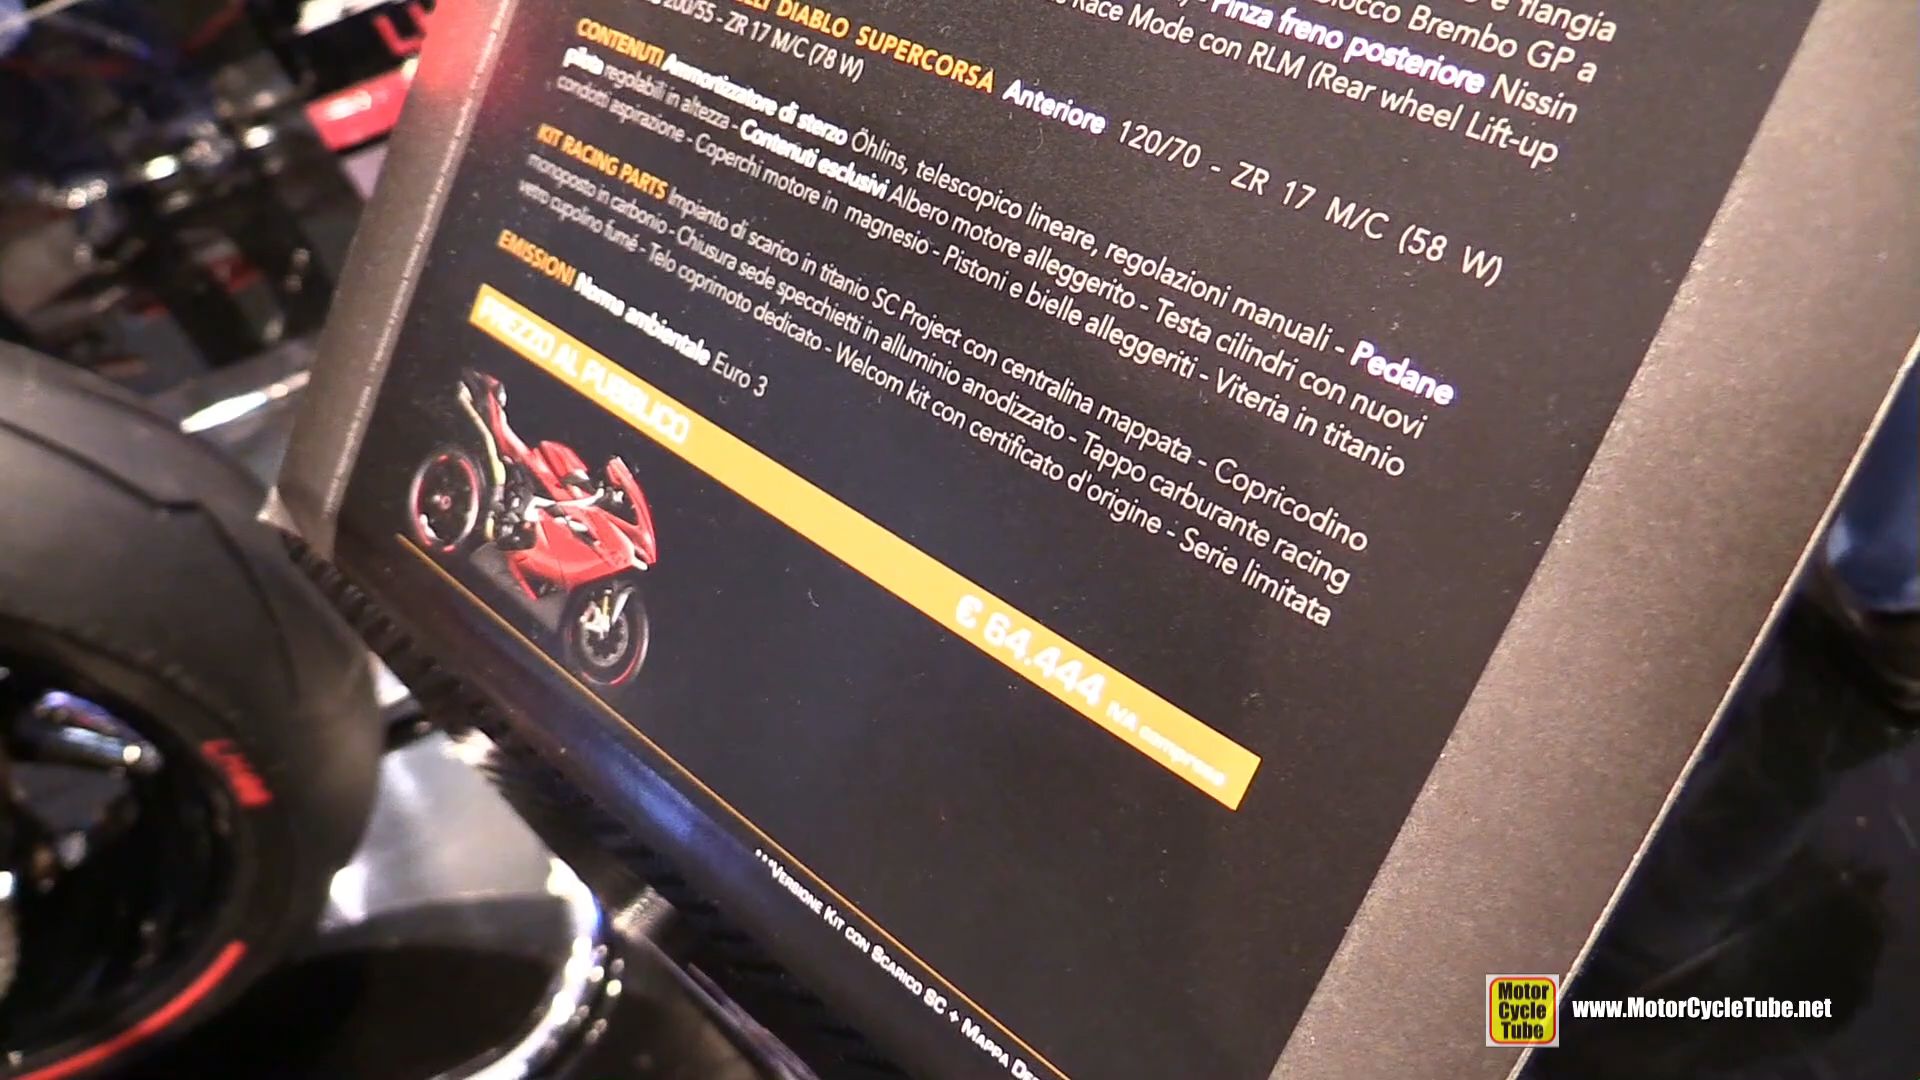 e flangia
blocco Brembo GP a
Pinza freno posteriore Nissin
Race Mode con RLM (Rear wheel Lift-up
DIABLO SUPERCORSA Anteriore 120/70 - ZR 17 M/C (58 W)
200/55 - ZR 17 M/C (78 W)
CONTENUTI Ammortizzatore di sterzo Öhlins, telescopico lineare, regolazioni manuali - Pedane
pilota regolabili in altezza - Contenuti esclusivi Albero motore alleggerito - Testa cilindri con nuovi
condotti aspirazione - Coperchi motore in magnesio - Pistoni e bielle alleggeriti - Viteria in titanio
KIT RACING PARTS Impianto di scarico in titanio SC Project con centralina mappata - Copricodino
monoposto in carbonio - Chiusura sede specchietti in alluminio anodizzato - Tappo carburante racing
vetro cupolino fumé - Telo coprimoto dedicato - Welcom kit con certificato d'origine - Serie limitata
EMISSIONI Norma ambientale Euro 3
PREZZO AL PUBBLICO € 64.444 IVA compresa
Versione Kit con Scarico SC + Mappa
Motor
Cycle
Tube
www.MotorCycleTube.net